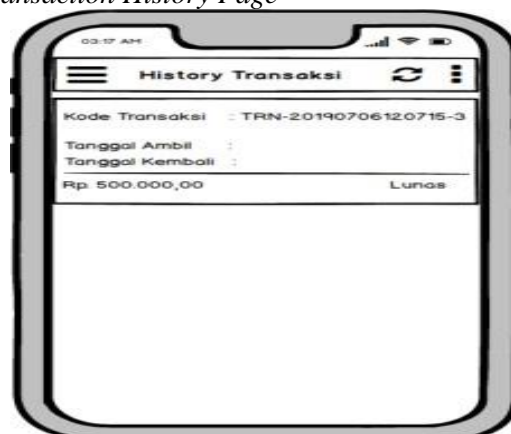 ansaction History Page
03:17 AM
History Transaksi
Kode Transaksi : TRN-20190706120715-3
Tanggal Ambil :
Tanggal Kembali :
Rp. 500.000,00 Lunas